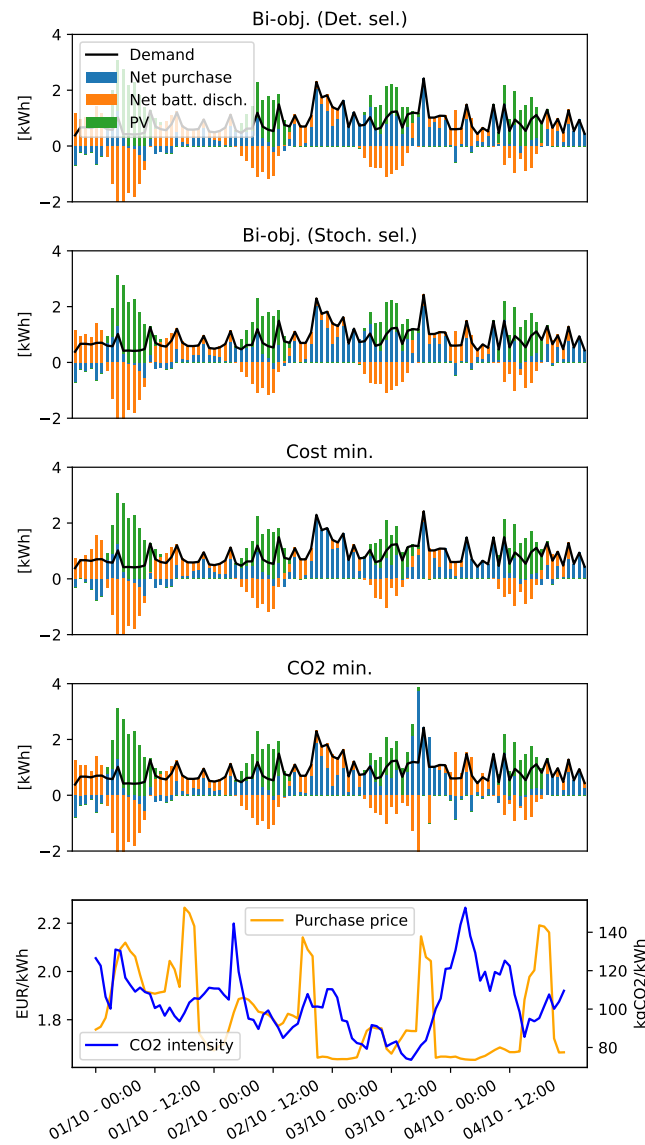 Bi-obj. (Det. sel.)
4
2
0
−2
[kWh]
Demand
Net purchase
Net batt. disch.
PV
Bi-obj. (Stoch. sel.)
4
2
0
−2
[kWh]
Cost min.
4
2
0
−2
[kWh]
CO2 min.
4
2
0
−2
[kWh]
2.2
2.0
1.8
EUR/kWh
Purchase price
CO2 intensity
140
120
100
80
kgCO2/kWh
01/10 - 00:00
01/10 - 12:00
02/10 - 00:00
02/10 - 12:00
03/10 - 00:00
03/10 - 12:00
04/10 - 00:00
04/10 - 12:00